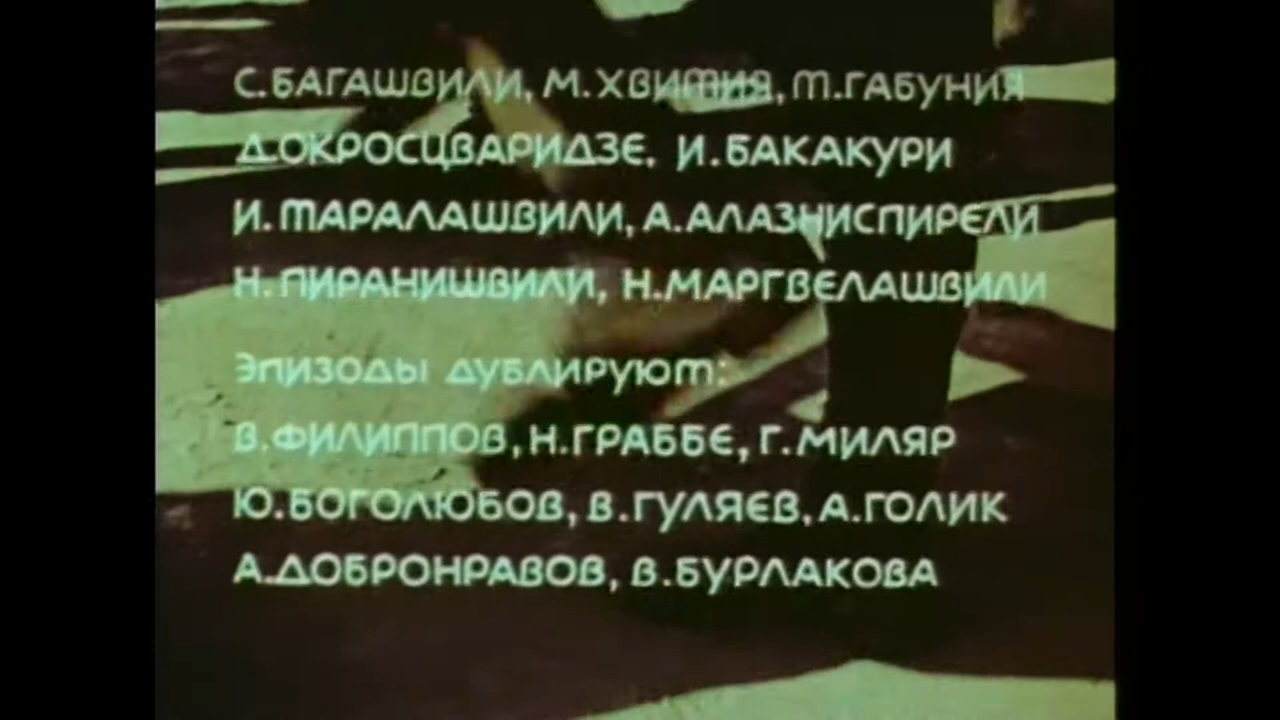 С.БАГАШВИЛИ, М.ХВИТИЯ, Т.ГАБУНИЯ
Д.ОКРОСЦВАРИДЗЕ, И.БАКАКУРИ
И.ТАРАЛАШВИЛИ, А.АЛАЗНИСПИРЕЛИ
Н.ПИРАНИШВИЛИ, Н.МАРГВЕЛАШВИЛИ
Эпизоды дублируют:
В.ФИЛИППОВ, Н.ГРАББЕ, Г.МИЛЯР
Ю.БОГОЛЮБОВ, В.ГУЛЯЕВ, А.ГОЛИК
А.ДОБРОНРАВОВ, В.БУРЛАКОВА